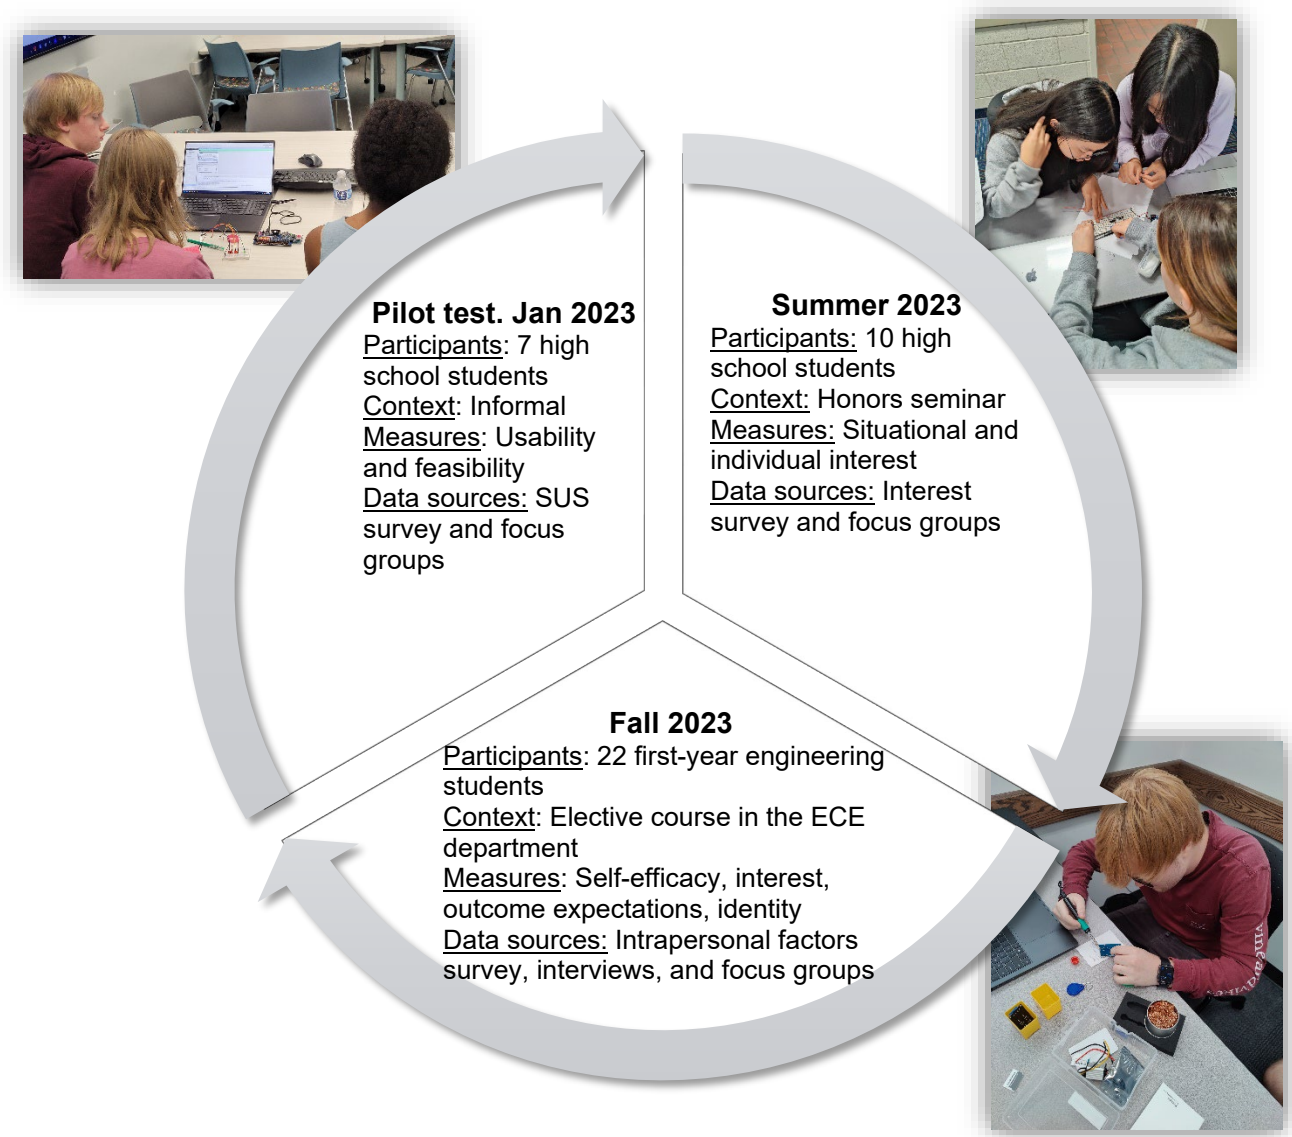 Pilot test. Jan 2023
Participants: 7 high
school students
Context: Informal
Measures: Usability
and feasibility
Data sources: SUS
survey and focus
groups
Summer 2023
Participants: 10 high
school students
Context: Honors seminar
Measures: Situational and
individual interest
Data sources: Interest
survey and focus groups
Fall 2023
Participants: 22 first-year engineering
students
Context: Elective course in the ECE
department
Measures: Self-efficacy, interest,
outcome expectations, identity
Data sources: Intrapersonal factors
survey, interviews, and focus groups